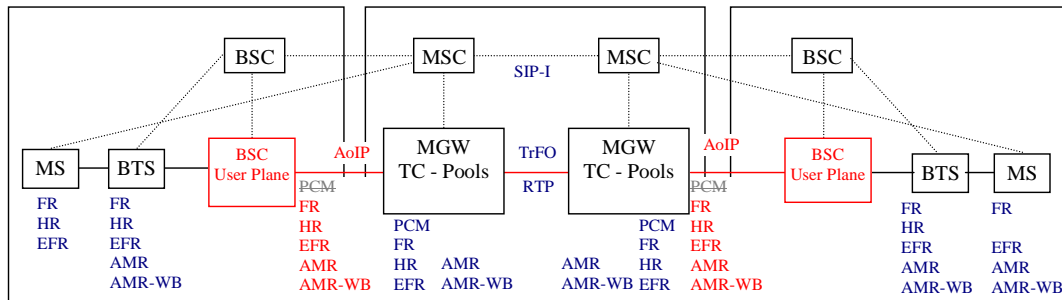 BSC MSC MSC BSC
SIP-I
MS BTS BSC User Plane AoIP MGW TC - Pools TrFO RTP MGW TC - Pools AoIP BSC User Plane BTS MS
FR
HR
EFR
FR
HR
EFR
AMR
AMR-WB
PCM
FR
HR
EFR
AMR
AMR-WB
PCM
FR
HR AMR
EFR AMR-WB
PCM
FR
AMR HR
AMR-WB EFR
PCM
FR
HR
EFR
AMR
AMR-WB
FR
HR
EFR
AMR
AMR-WB
FR
EFR
AMR
AMR-WB